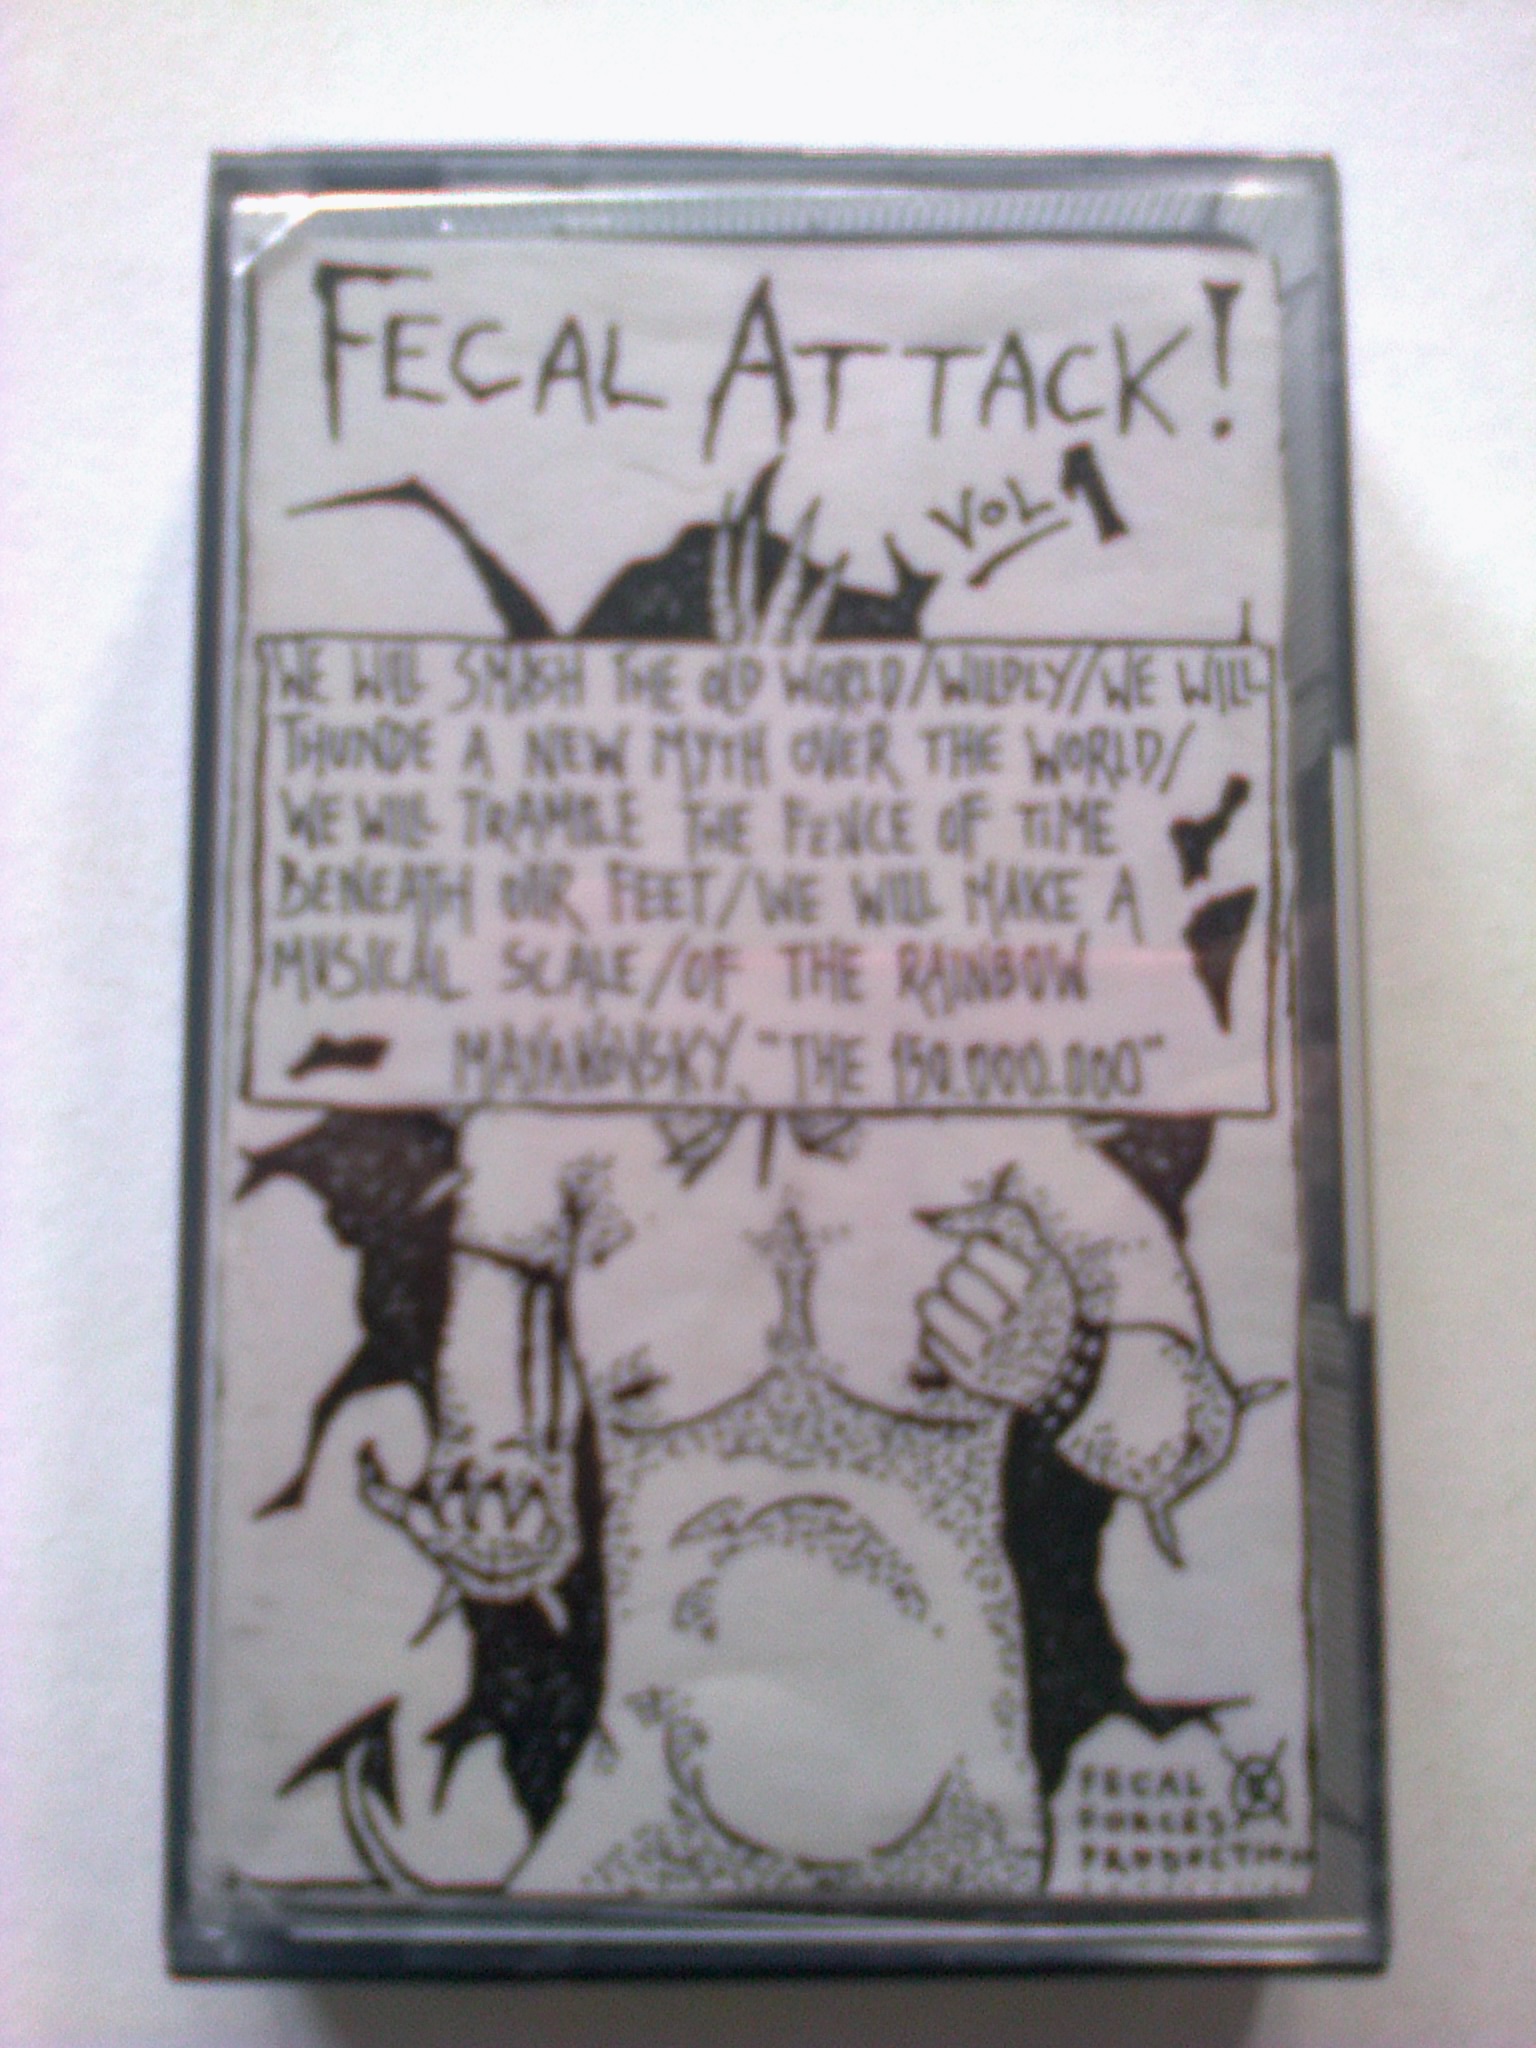 FECAL ATTACK!
VOL 1
WE WILL SMASH THE OLD WORLD/WILDLY//WE WILL
THUNDE A NEW MYTH OVER THE WORLD/
WE WILL TRAMBLE THE FENCE OF TIME
BENEATH OUR FEET/WE WILL MAKE A
MUSICAL SCALE/OF THE RAINBOW
MAYAKOVSKY, "THE 150.000.000"
FECAL
FORCES
PRODUCTION